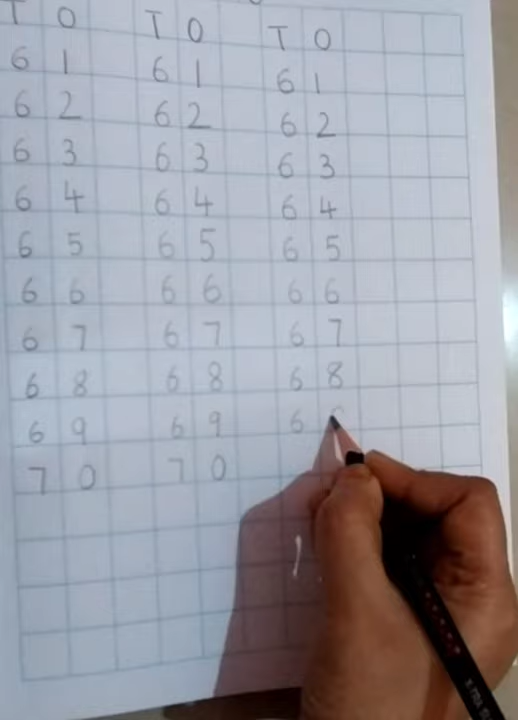 T O T O T O
6 1 6 1 6 1
6 2 6 2 6 2
6 3 6 3 6 3
6 4 6 4 6 4
6 5 6 5 6 5
6 6 6 6 6 6
6 7 6 7 6 7
6 8 6 8 6 8
6 9 6 9 6
7 0 7 0